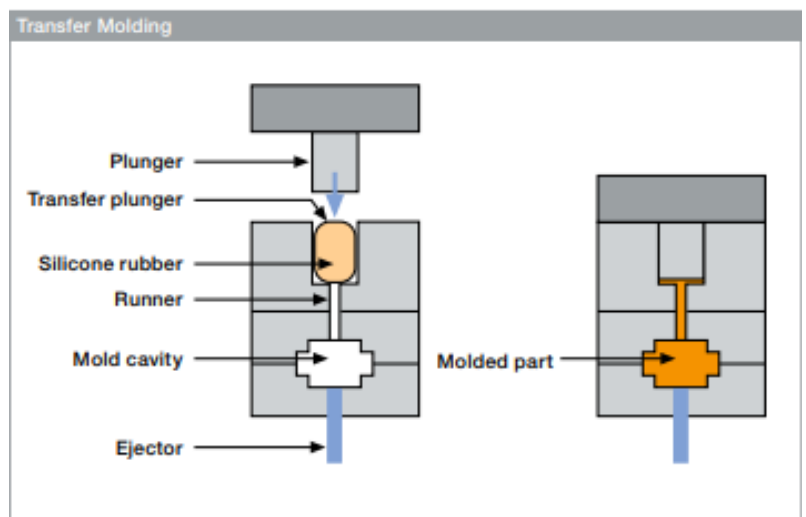 Transfer Molding
Plunger
Transfer plunger
Silicone rubber
Runner
Mold cavity
Molded part
Ejector